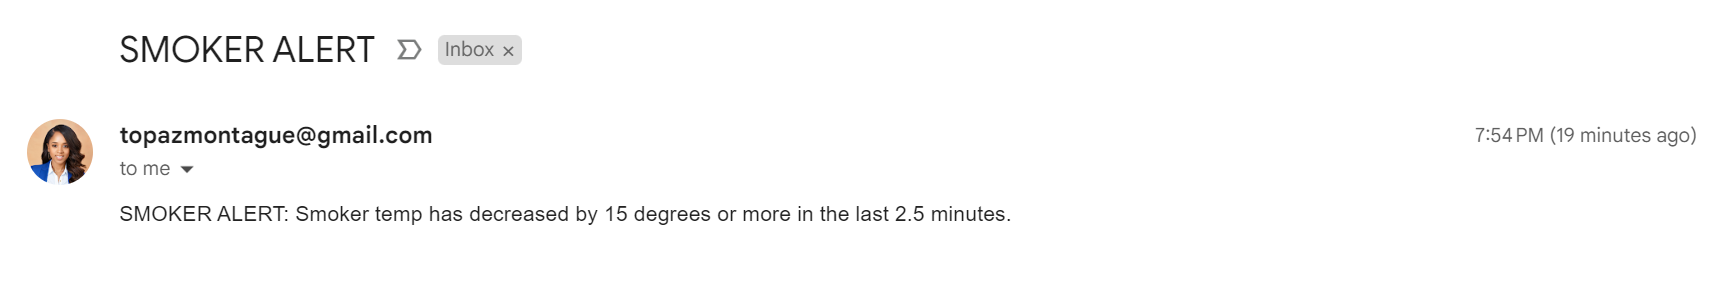 SMOKER ALERT Inbox ×
topazmontague@gmail.com 7:54 PM (19 minutes ago)
to me
SMOKER ALERT: Smoker temp has decreased by 15 degrees or more in the last 2.5 minutes.